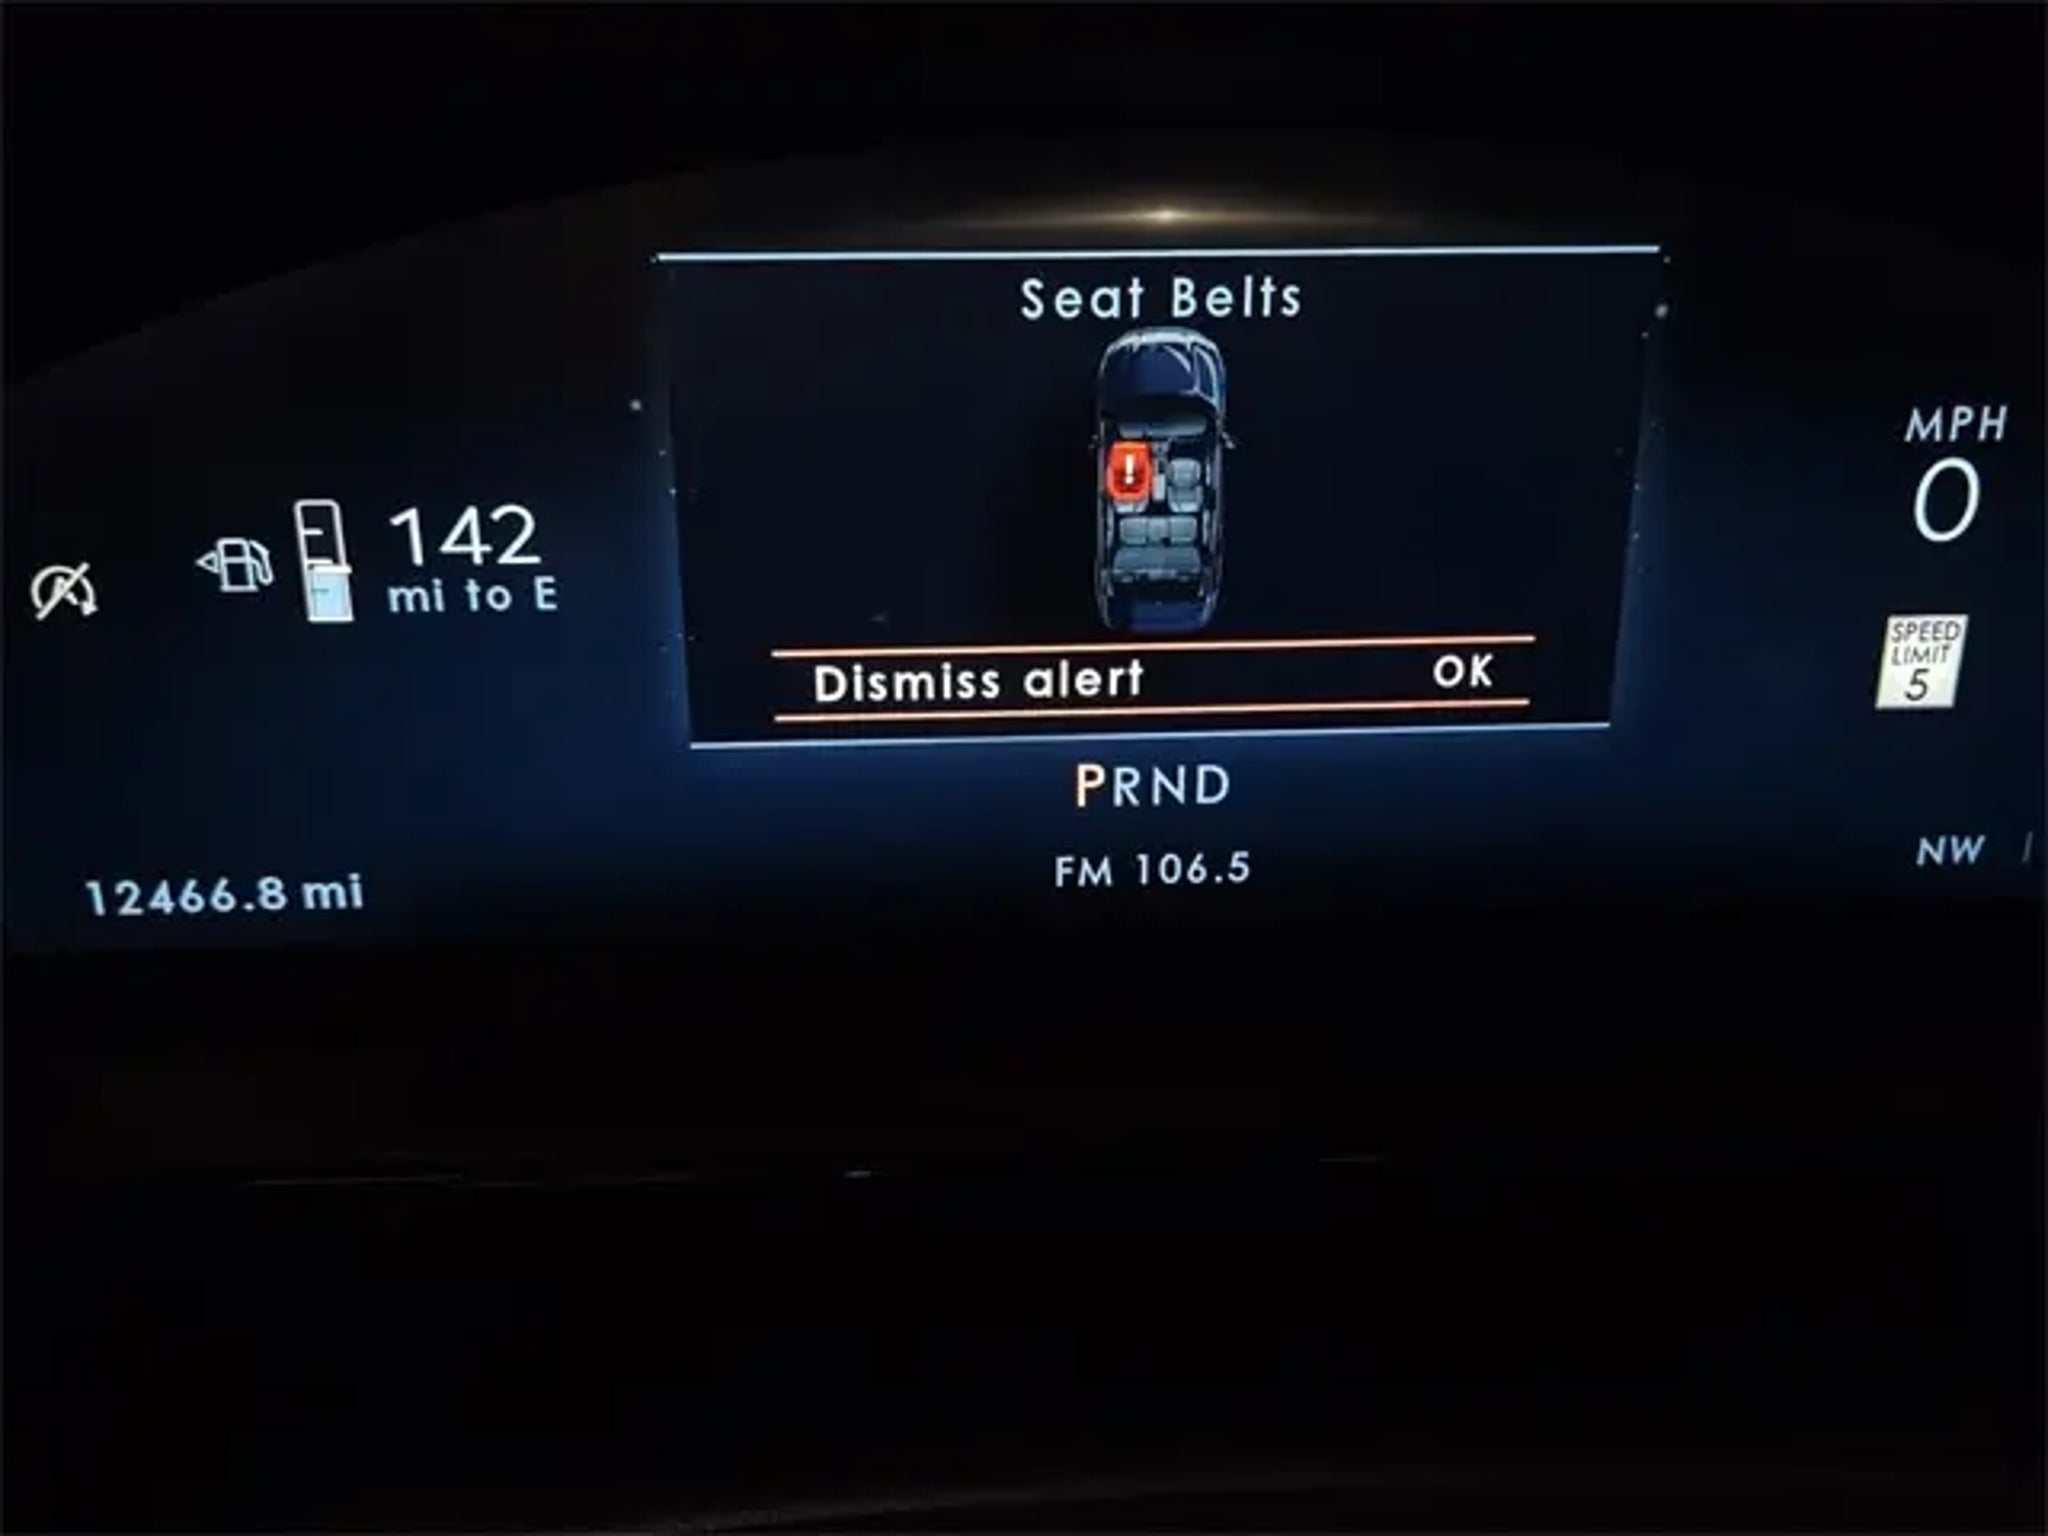 Seat Belts
MPH
0
142
mi to E
SPEED
LIMIT
5
Dismiss alert OK
PRND
FM 106.5
NW
12466.8 mi